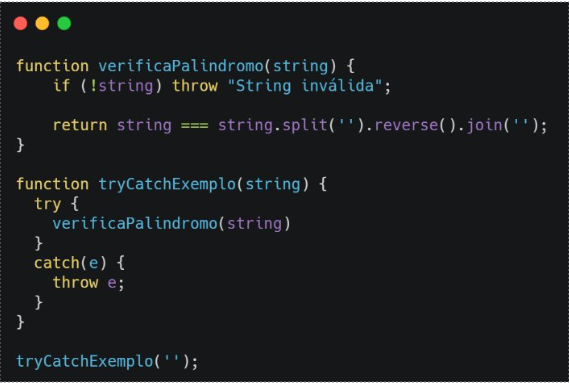 function verificaPalindromo(string) {
    if (!string) throw "String inválida";
    return string === string.split('').reverse().join('');
}
function tryCatchExemplo(string) {
  try {
    verificaPalindromo(string)
  }
  catch(e) {
    throw e;
  }
}
tryCatchExemplo('');